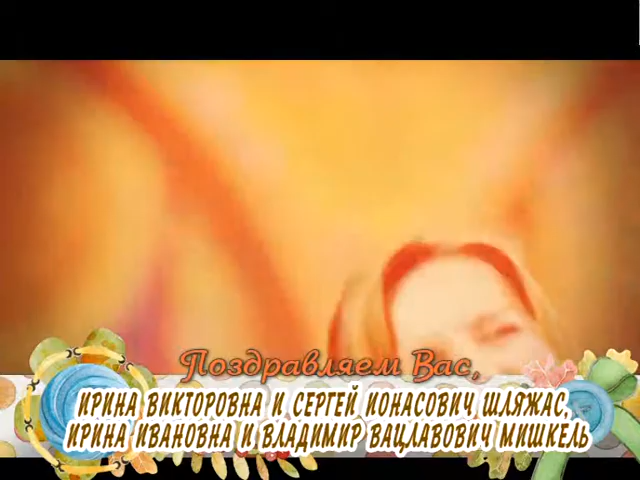 Поздравляем Вас,
ИРИНА ВИКТОРОВНА И СЕРГЕЙ ИОНАСОВИЧ ШЛЯЖАС,
ИРИНА ИВАНОВНА И ВЛАДИМИР ВАЦЛАВОВИЧ МИШКЕЛЬ